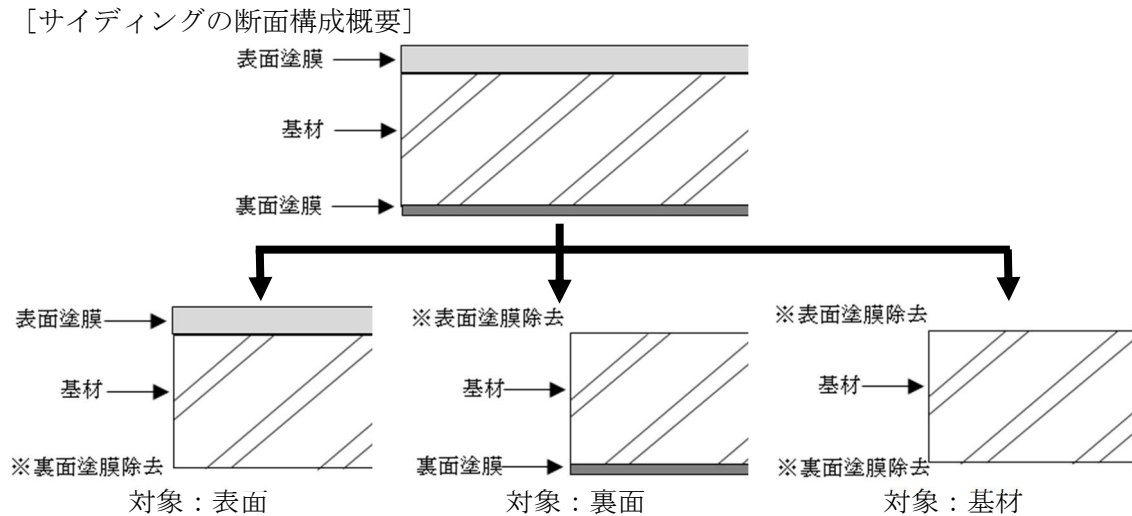 ［サイディングの断面構成概要］
表面塗膜
基材
裏面塗膜
表面塗膜
基材
※裏面塗膜除去
対象：表面
※表面塗膜除去
基材
裏面塗膜
対象：裏面
※表面塗膜除去
基材
※裏面塗膜除去
対象：基材